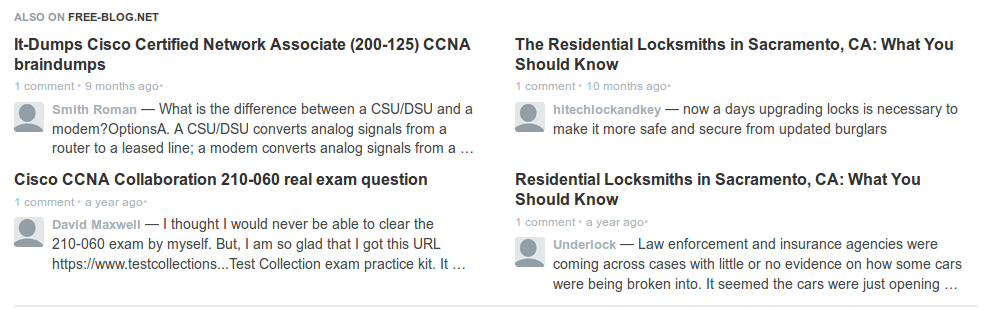 ALSO ON FREE-BLOG.NET
It-Dumps Cisco Certified Network Associate (200-125) CCNA
braindumps
1 comment • 9 months ago•
Smith Roman — What is the difference between a CSU/DSU and a
modem?OptionsA. A CSU/DSU converts analog signals from a
router to a leased line; a modem converts analog signals from a …
The Residential Locksmiths in Sacramento, CA: What You
Should Know
1 comment • 10 months ago•
hitechlockandkey — now a days upgrading locks is necessary to
make it more safe and secure from updated burglars
Cisco CCNA Collaboration 210-060 real exam question
1 comment • a year ago•
David Maxwell — I thought I would never be able to clear the
210-060 exam by myself. But, I am so glad that I got this URL
https://www.testcollections...Test Collection exam practice kit. It …
Residential Locksmiths in Sacramento, CA: What You
Should Know
1 comment • a year ago•
Underlock — Law enforcement and insurance agencies were
coming across cases with little or no evidence on how some cars
were being broken into. It seemed the cars were just opening …